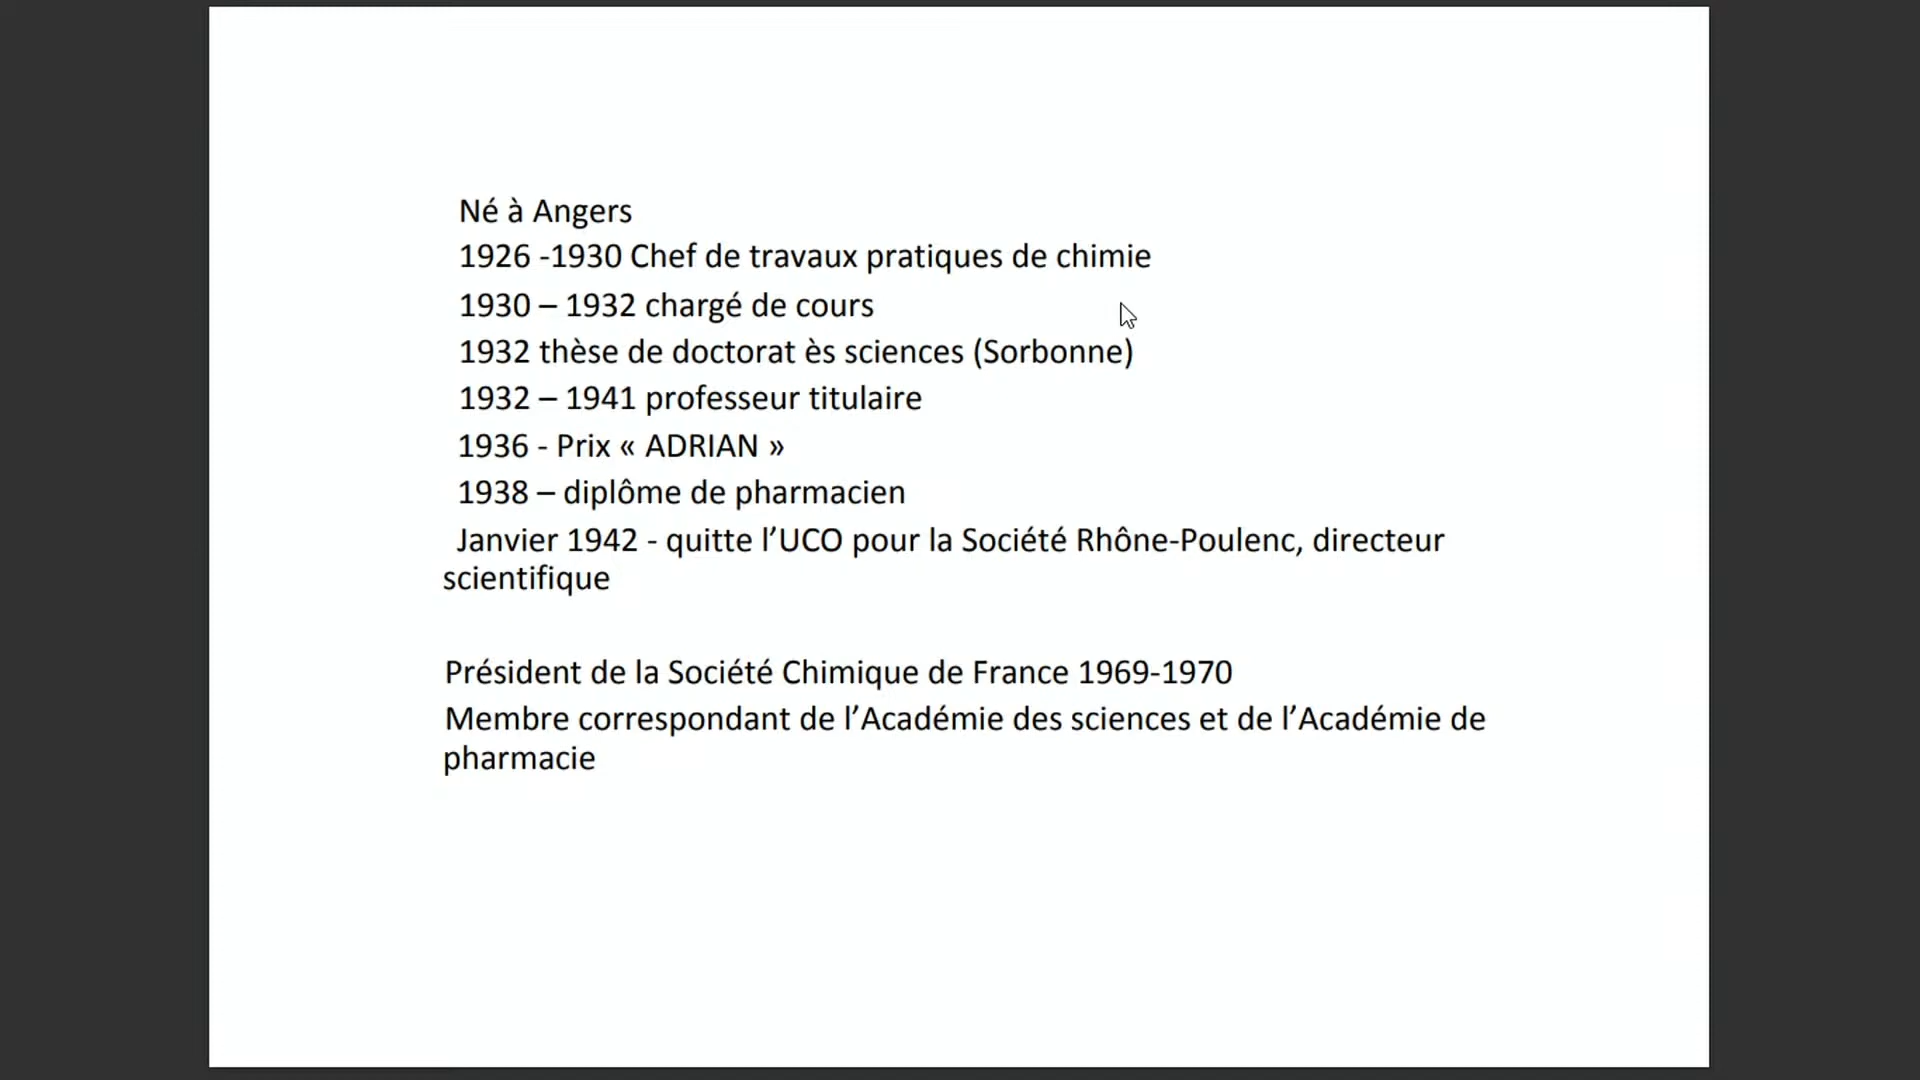 Né à Angers
1926 -1930 Chef de travaux pratiques de chimie
1930 – 1932 chargé de cours
1932 thèse de doctorat ès sciences (Sorbonne)
1932 – 1941 professeur titulaire
1936 - Prix « ADRIAN »
1938 – diplôme de pharmacien
Janvier 1942 - quitte l’UCO pour la Société Rhône-Poulenc, directeur
scientifique
Président de la Société Chimique de France 1969-1970
Membre correspondant de l’Académie des sciences et de l’Académie de
pharmacie